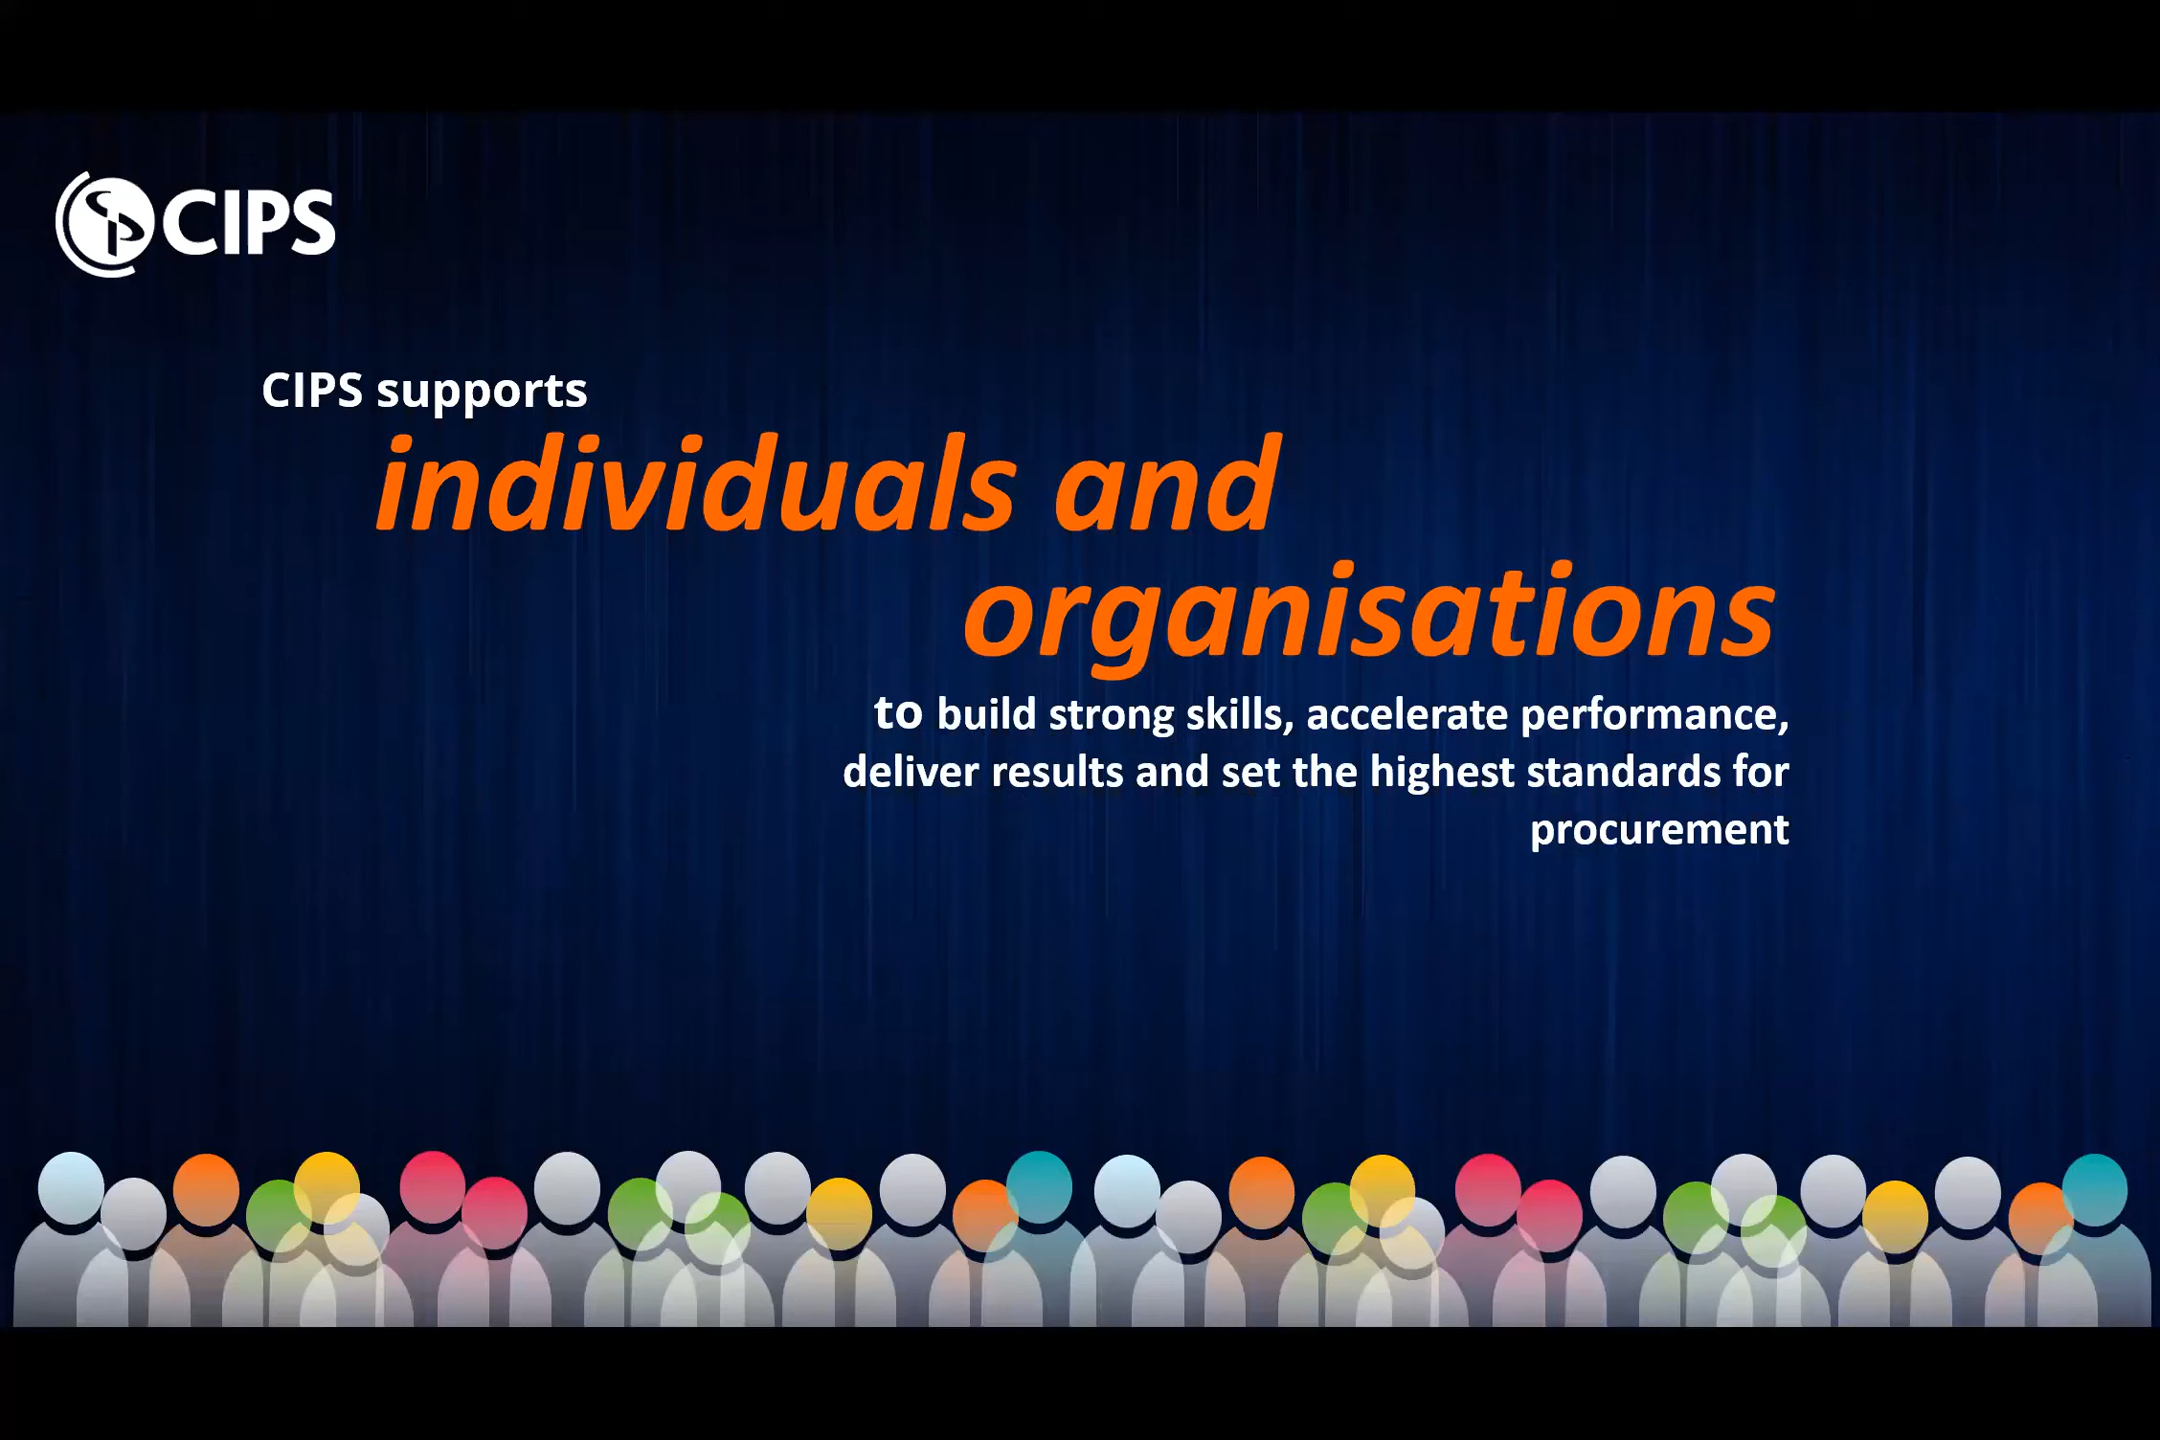 CIPS
CIPS supports
individuals and
organisations
to build strong skills, accelerate performance,
deliver results and set the highest standards for
procurement